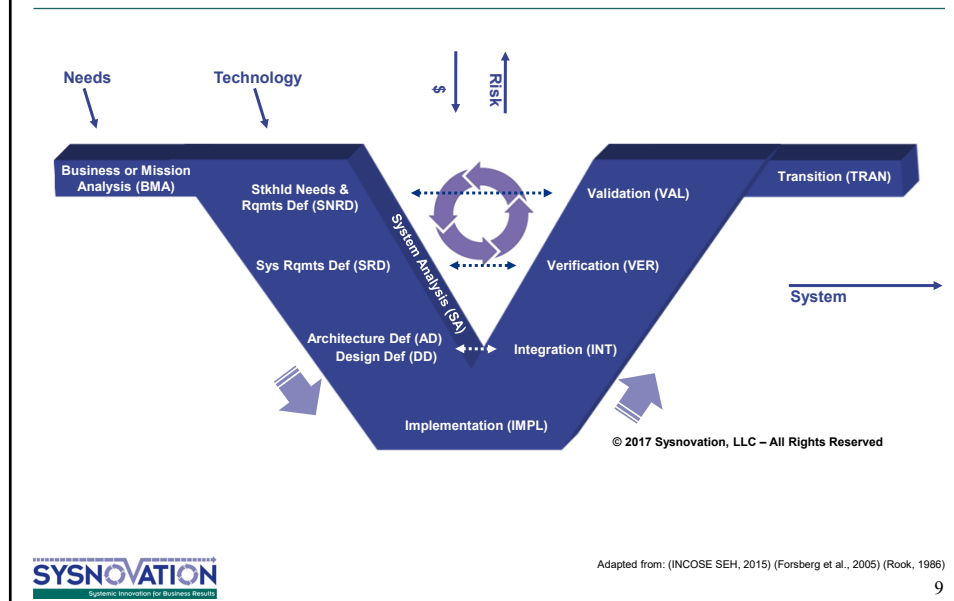 Needs
Technology
$
Risk
Business or Mission
Analysis (BMA)
Stkhld Needs &
Rqmts Def (SNRD)
Sys Rqmts Def (SRD)
Architecture Def (AD)
Design Def (DD)
System Analysis (SA)
Implementation (IMPL)
Integration (INT)
Verification (VER)
Validation (VAL)
Transition (TRAN)
System
© 2017 Sysnovation, LLC – All Rights Reserved
SYSNOVATION
Systemic Innovation for Business Results
Adapted from: (INCOSE SEH, 2015) (Forsberg et al., 2005) (Rook, 1986)
9